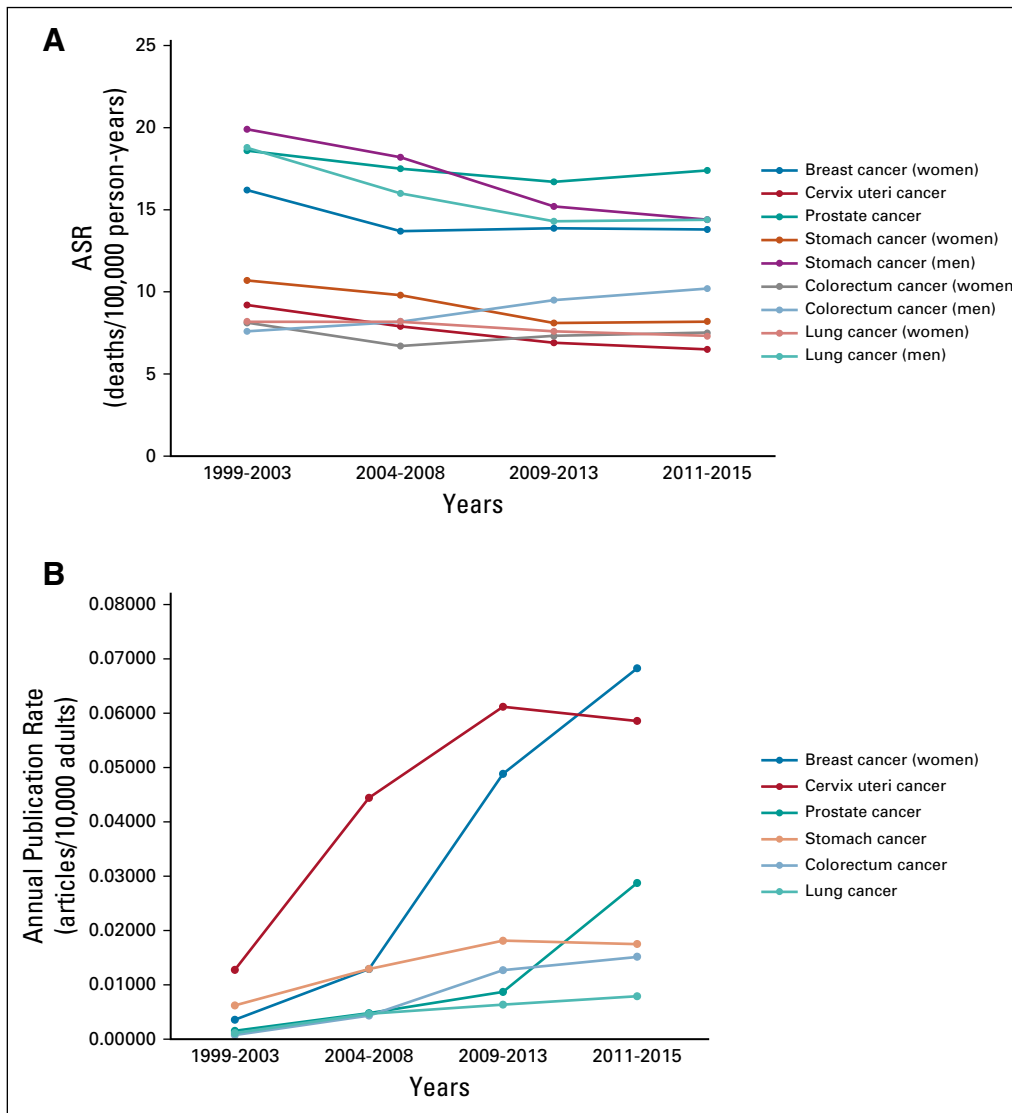 A
25
20
15
10
5
0
ASR
(deaths/100,000 person-years)
1999-2003 2004-2008 2009-2013 2011-2015
Years
Breast cancer (women)
Cervix uteri cancer
Prostate cancer
Stomach cancer (women)
Stomach cancer (men)
Colorectum cancer (women
Colorectum cancer (men)
Lung cancer (women)
Lung cancer (men)
B
0.08000
0.07000
0.06000
0.05000
0.04000
0.03000
0.02000
0.01000
0.00000
Annual Publication Rate
(articles/10,000 adults)
1999-2003 2004-2008 2009-2013 2011-2015
Years
Breast cancer (women)
Cervix uteri cancer
Prostate cancer
Stomach cancer
Colorectum cancer
Lung cancer